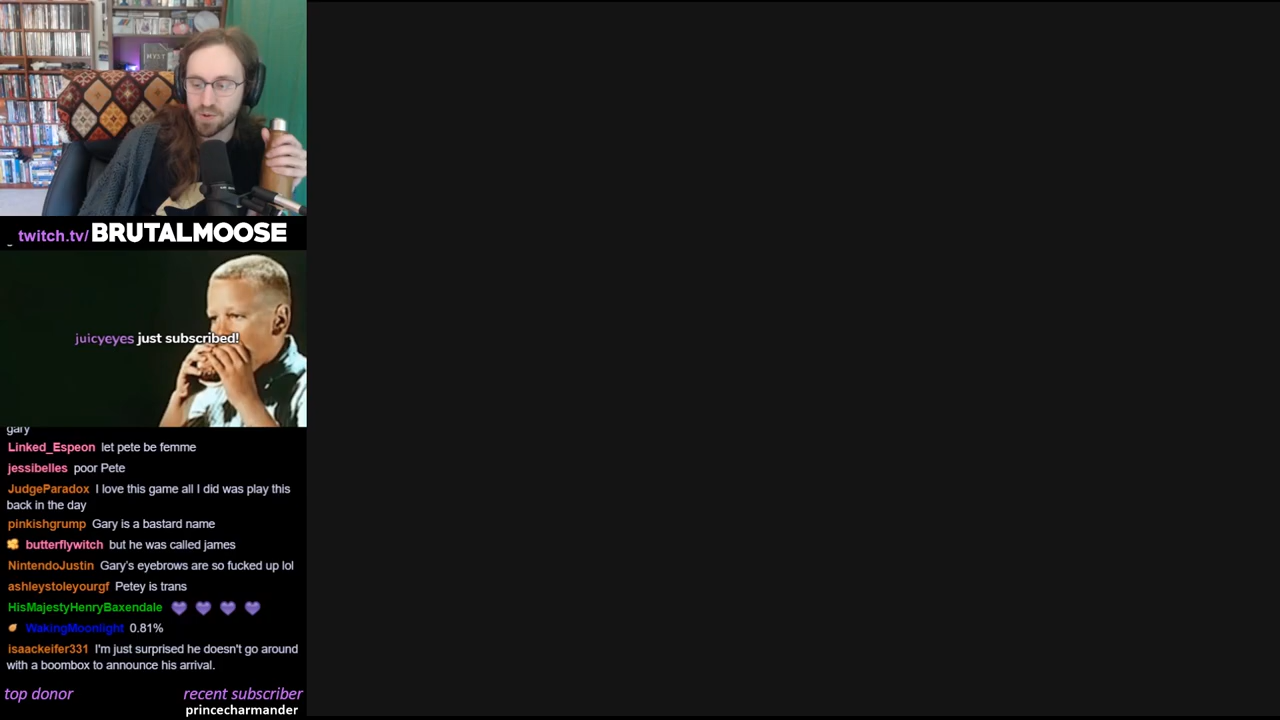 MYST
twitch.tv/BRUTALMOOSE
juicyeyes just subscribed!
gary
Linked_Espeon let pete be femme
jessibelles poor Pete
JudgeParadox I love this game all I did was play this
back in the day
pinkishgrump Gary is a bastard name
butterflywitch but he was called james
NintendoJustin Gary's eyebrows are so fucked up lol
ashleystoleyourgf Petey is trans
HisMajestyHenryBaxendale
WakingMoonlight 0.81%
isaackeifer331 I'm just surprised he doesn't go around
with a boombox to announce his arrival.
top donor recent subscriber
princecharmander